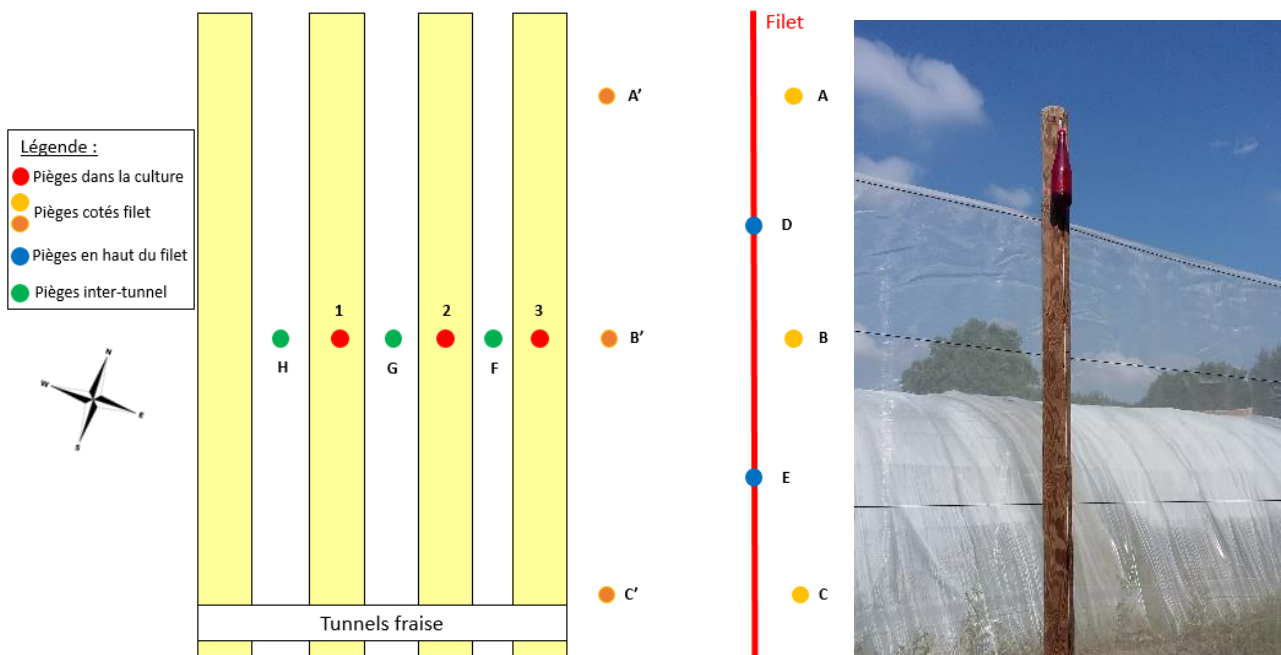 Filet
A'
A
Légende :
Pièges dans la culture
Pièges cotés filet
Pièges en haut du filet
Pièges inter-tunnel
D
1
2
3
B'
B
H
G
F
N
W
E
S
E
C'
C
Tunnels fraise